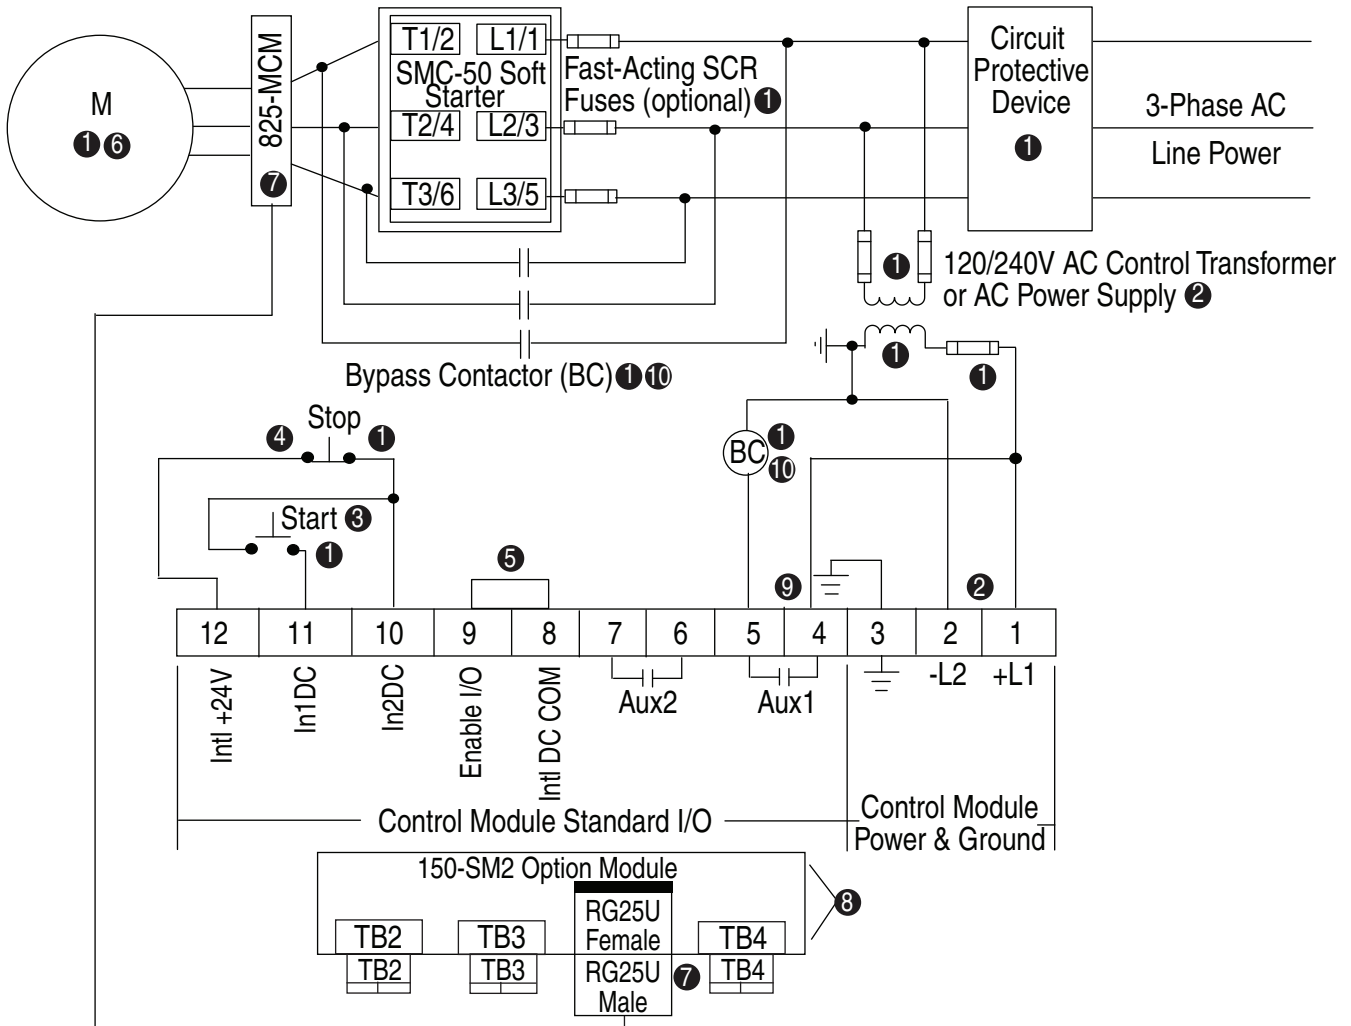 M
❶ ❻
825-MCM
❼
T1/2 L1/1
SMC-50 Soft
Starter
T2/4 L2/3
T3/6 L3/5
Fast-Acting SCR
Fuses (optional) ❶
Circuit
Protective
Device
❶
3-Phase AC
Line Power
❶
120/240V AC Control Transformer
or AC Power Supply ❷
❶
❶
Bypass Contactor (BC) ❶ ❿
Stop
❹ ❶
Start ❸
❶
BC ❶
❿
❺
❾
❷
12 11 10 9 8 7 6 5 4 3 2 1
Intl +24V
In1DC
In2DC
Enable I/O
Intl DC COM
Aux2
Aux1
-L2 +L1
Control Module Standard I/O
Control Module
Power & Ground
150-SM2 Option Module
❽
RG25U
Female
TB2 TB3 TB4
TB2 TB3 TB4
RG25U
Male
❼